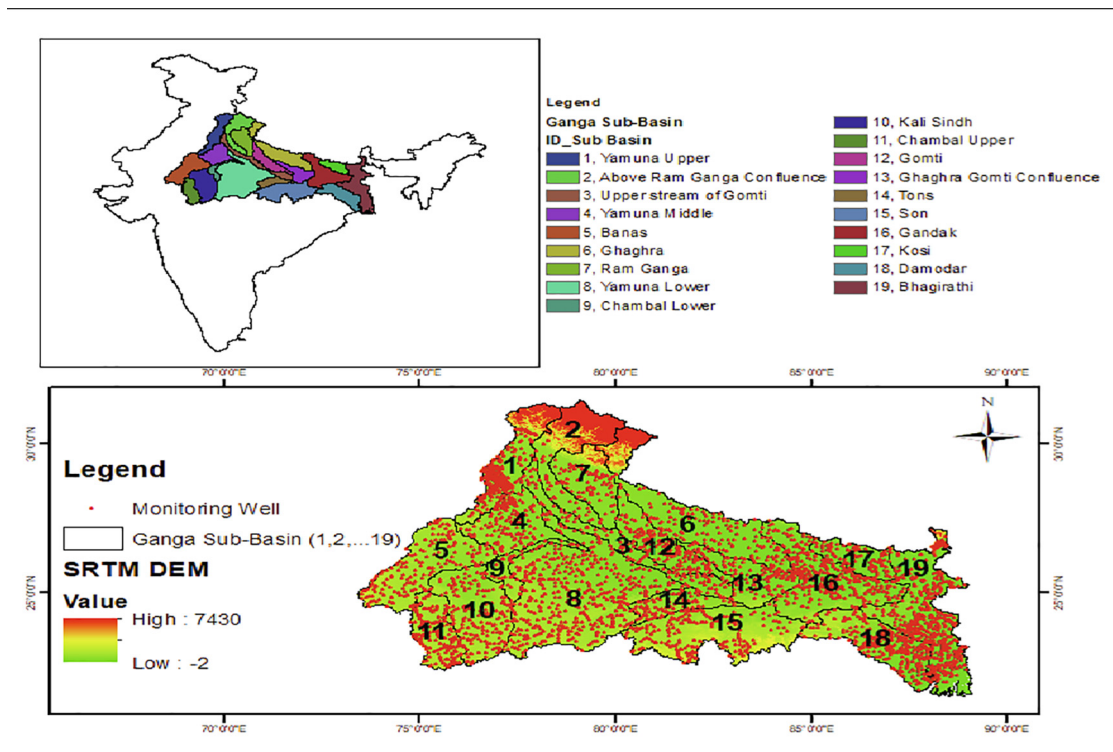 Legend
Ganga Sub-Basin
ID_Sub Basin
1, Yamuna Upper
2, Above Ram Ganga Confluence
3, Upper stream of Gomti
4, Yamuna Middle
5, Banas
6, Ghaghra
7, Ram Ganga
8, Yamuna Lower
9, Chambal Lower
10, Kali Sindh
11, Chambal Upper
12, Gomti
13, Ghaghra Gomti Confluence
14, Tons
15, Son
16, Gandak
17, Kosi
18, Damodar
19, Bhagirathi
70°0'0"E 75°0'0"E 80°0'0"E 85°0'0"E 90°0'0"E
30°0'0"N
25°0'0"N
N
30°0'0"N
25°0'0"N
Legend
Monitoring Well
Ganga Sub-Basin (1,2,...19)
SRTM DEM
Value
High : 7430
Low : -2
2
1
7
4
6
5
3
12
17
9
19
13
16
10
8
14
11
15
18
70°0'0"E 75°0'0"E 80°0'0"E 85°0'0"E 90°0'0"E